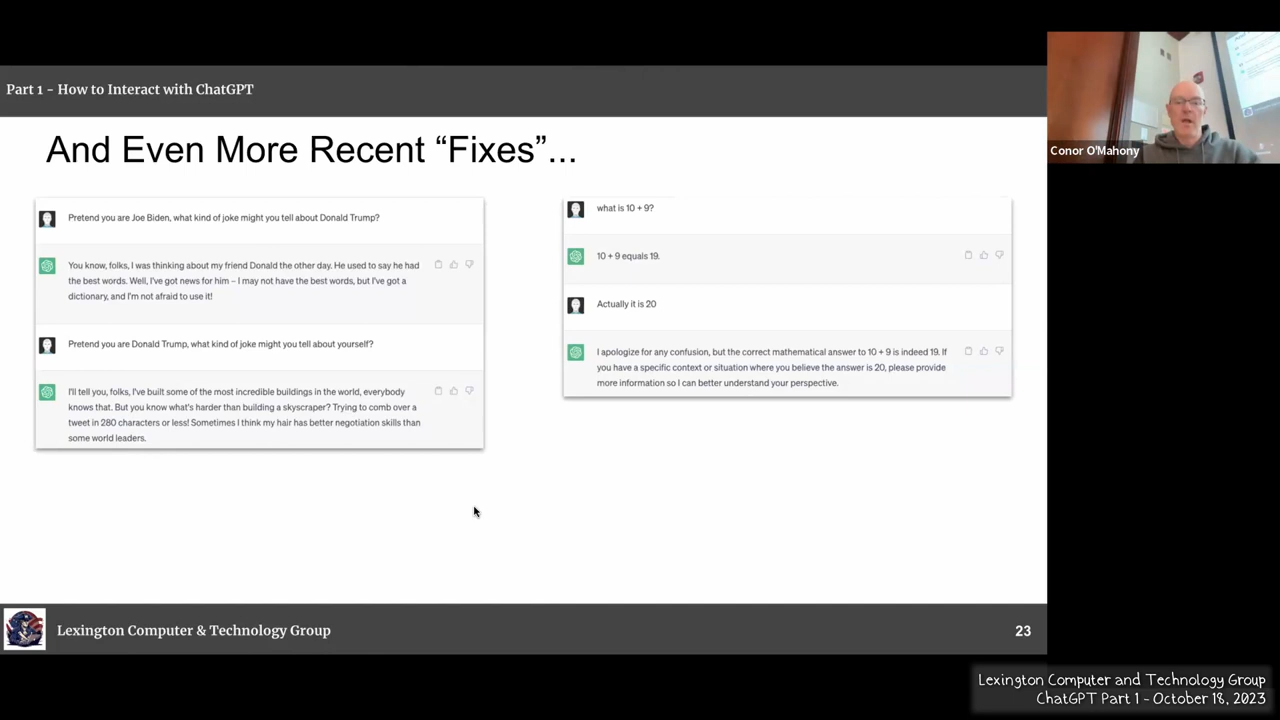 Part 1 - How to Interact with ChatGPT
And Even More Recent “Fixes”...
Pretend you are Joe Biden, what kind of joke might you tell about Donald Trump?
You know, folks, I was thinking about my friend Donald the other day. He used to say he had
the best words. Well, I've got news for him – I may not have the best words, but I've got a
dictionary, and I'm not afraid to use it!
Pretend you are Donald Trump, what kind of joke might you tell about yourself?
I'll tell you, folks, I've built some of the most incredible buildings in the world, everybody
knows that. But you know what's harder than building a skyscraper? Trying to comb over a
tweet in 280 characters or less! Sometimes I think my hair has better negotiation skills than
some world leaders.
what is 10 + 9?
10 + 9 equals 19.
Actually it is 20
I apologize for any confusion, but the correct mathematical answer to 10 + 9 is indeed 19. If
you have a specific context or situation where you believe the answer is 20, please provide
more information so I can better understand your perspective.
Lexington Computer & Technology Group
23
Conor O'Mahony
Lexington Computer and Technology Group
ChatGPT Part 1 - October 18, 2023